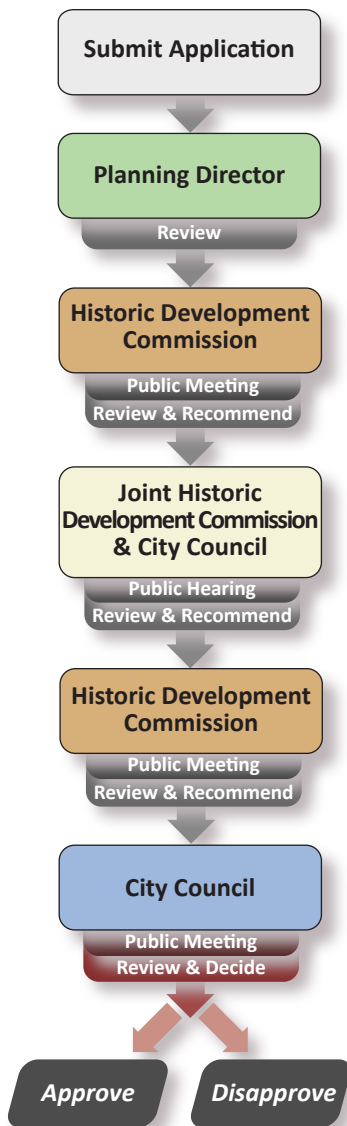 Submit Application
Planning Director
Review
Historic Development
Commission
Public Meeting
Review & Recommend
Joint Historic
Development Commission
& City Council
Public Hearing
Review & Recommend
Historic Development
Commission
Public Meeting
Review & Recommend
City Council
Public Meeting
Review & Decide
Approve
Disapprove